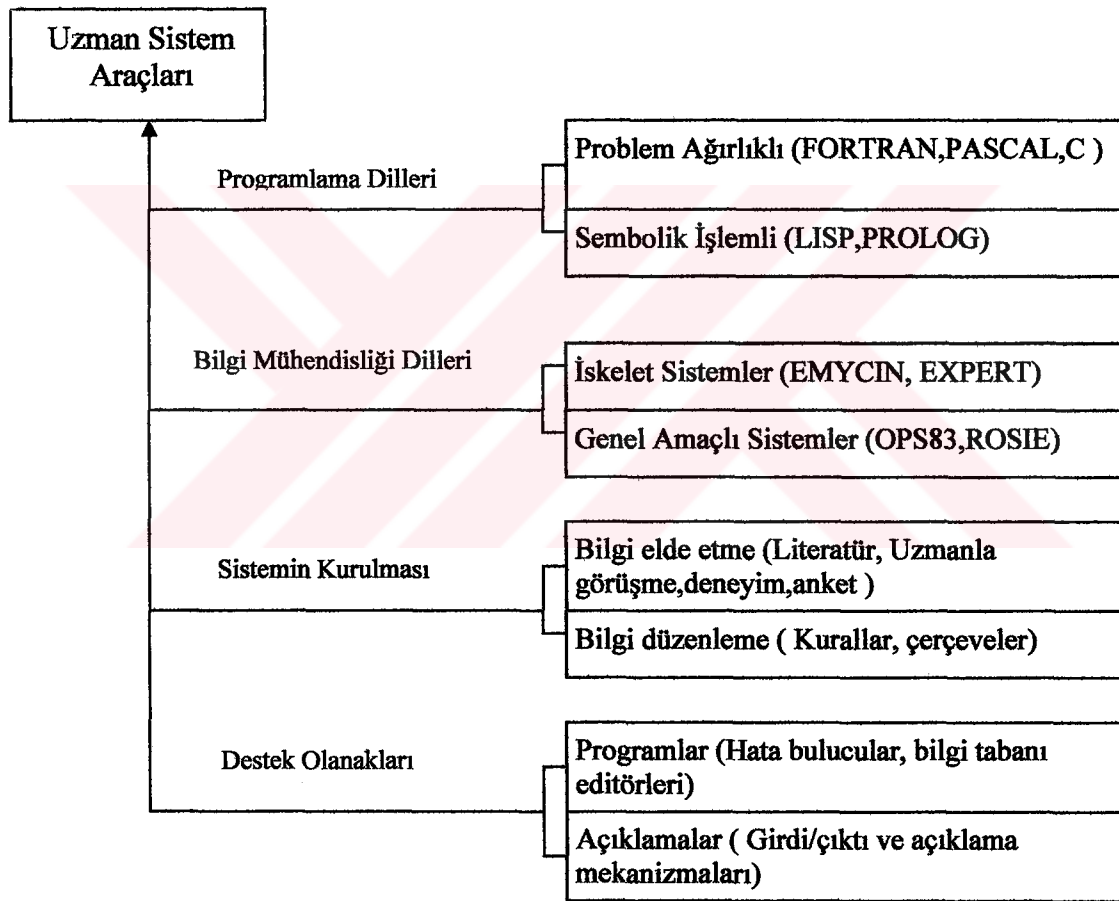 Uzman Sistem
Araçları
Programlama Dilleri
Problem Ağırlıklı (FORTRAN,PASCAL,C )
Sembolik İşlemli (LISP,PROLOG)
Bilgi Mühendisliği Dilleri
İskelet Sistemler (EMYCIN, EXPERT)
Genel Amaçlı Sistemler (OPS83,ROSIE)
Sistemin Kurulması
Bilgi elde etme (Literatür, Uzmanla
görüşme,deneyim,anket )
Bilgi düzenleme ( Kurallar, çerçeveler)
Destek Olanakları
Programlar (Hata bulucular, bilgi tabanı
editörleri)
Açıklamalar ( Girdi/çıktı ve açıklama
mekanizmaları)